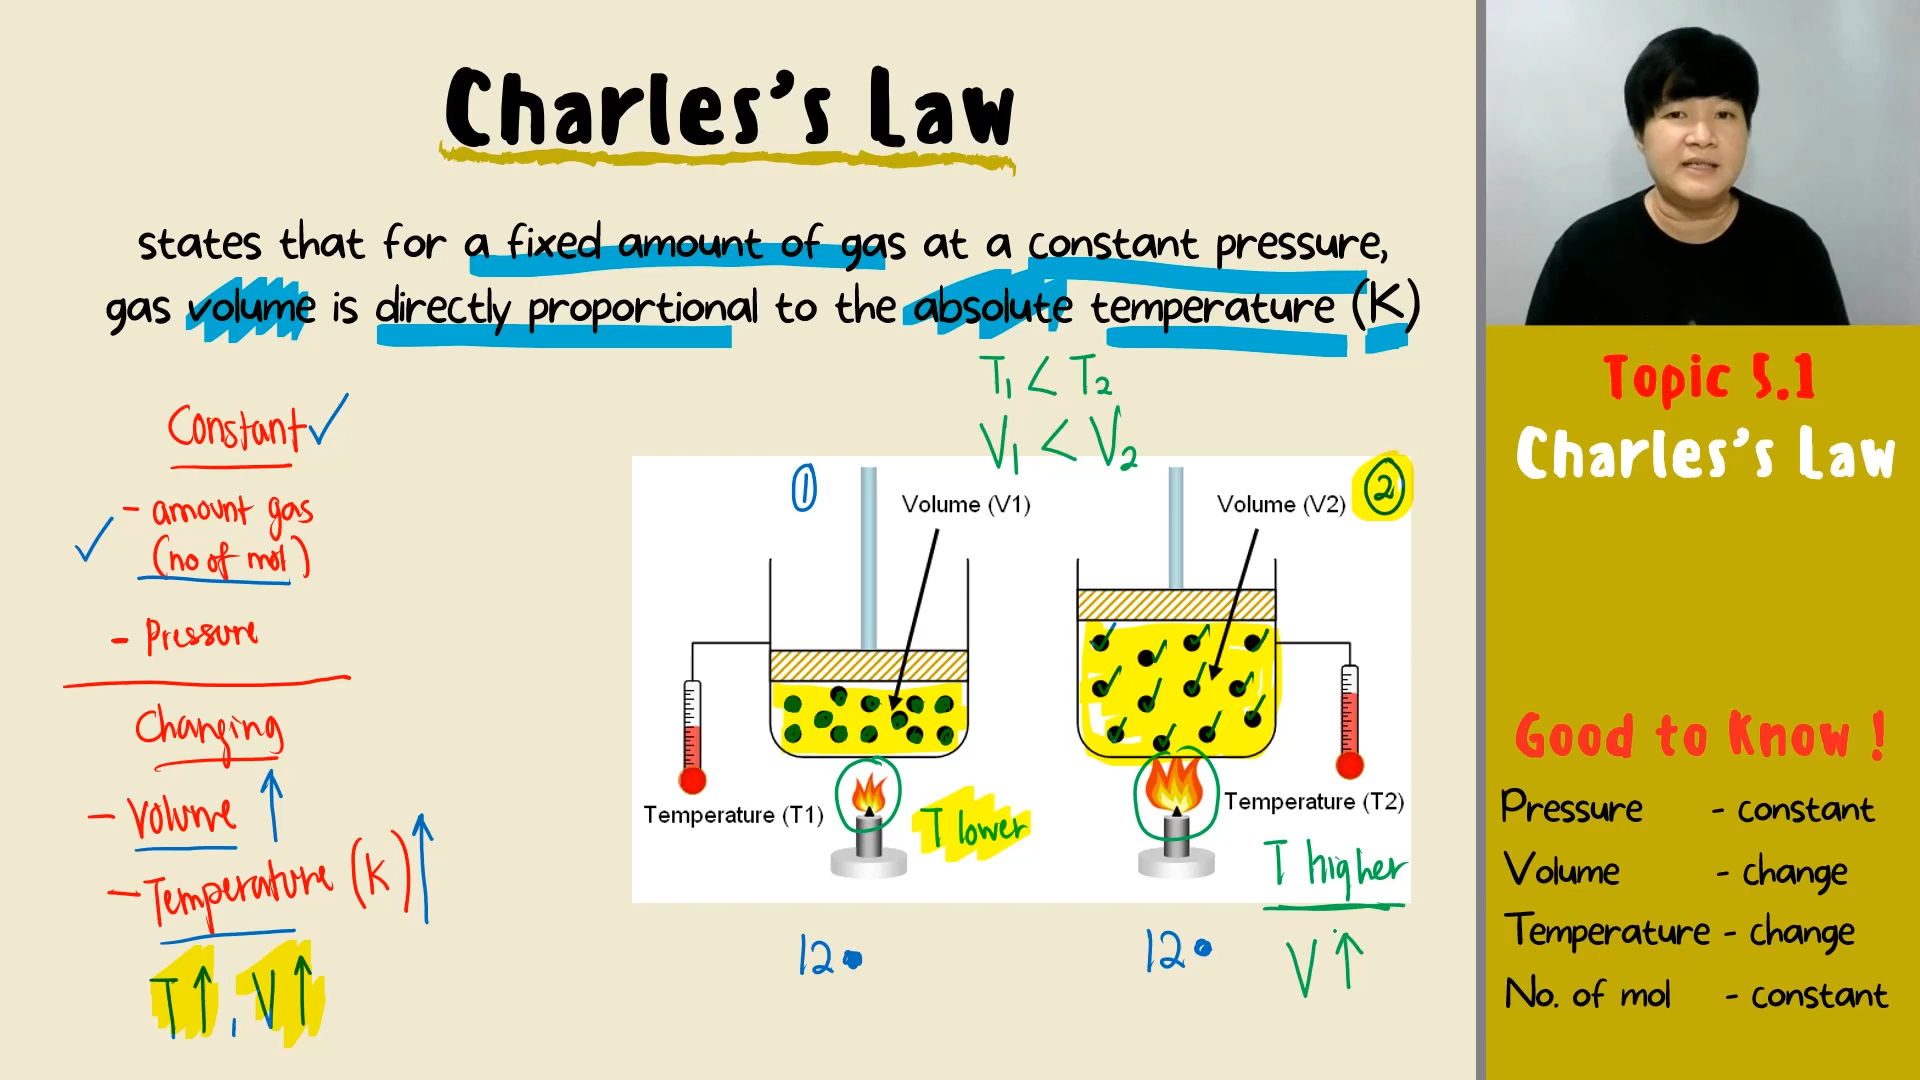 Charles's Law
states that for a fixed amount of gas at a constant pressure,
gas volume is directly proportional to the absolute temperature (K)
T1 < T2
V1 < V2
Constant ✓
✓ - amount gas
(no of mol)
- Pressure
Changing
- Volume ↑
- Temperature (K) ↑
T↑, V↑
①
Volume (V1)
Temperature (T1)
T lower
12●
②
Volume (V2)
Temperature (T2)
T higher
12●
V↑
Topic 5.1
Charles's Law
Good to Know !
Pressure - constant
Volume - change
Temperature - change
No. of mol - constant